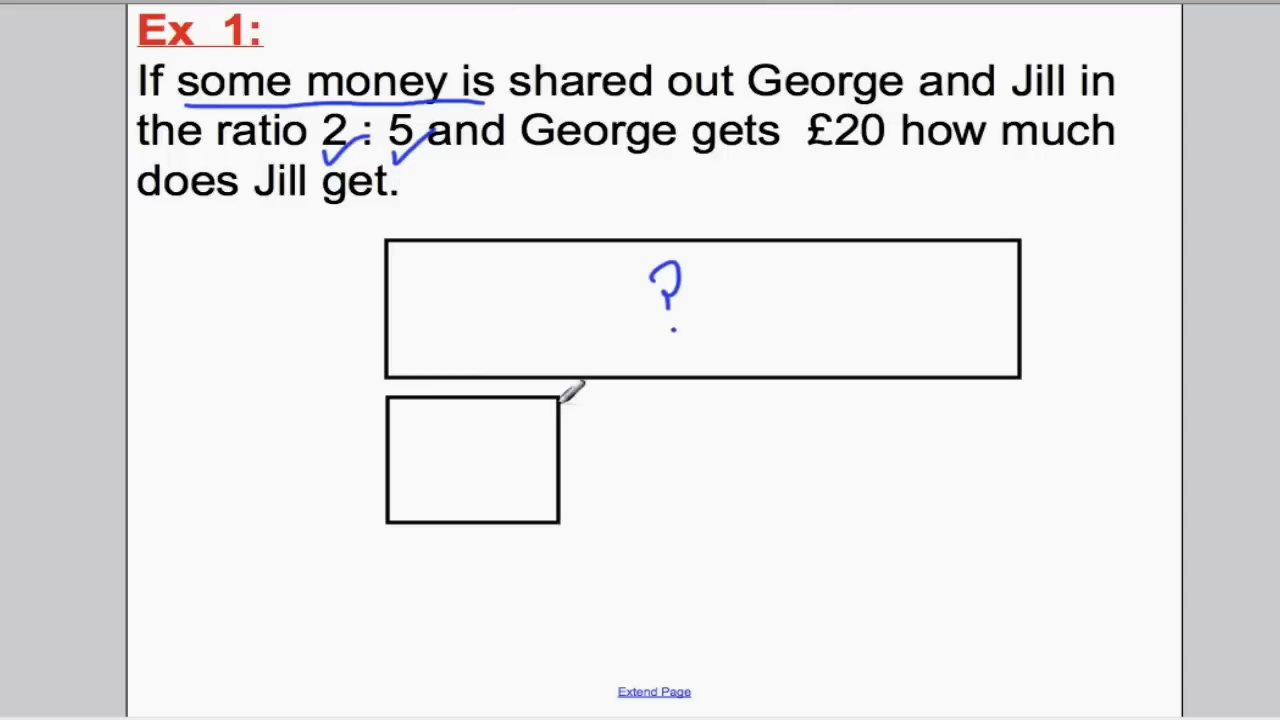 Ex 1:
If some money is shared out George and Jill in
the ratio 2 : 5 and George gets £20 how much
does Jill get.
?
Extend Page